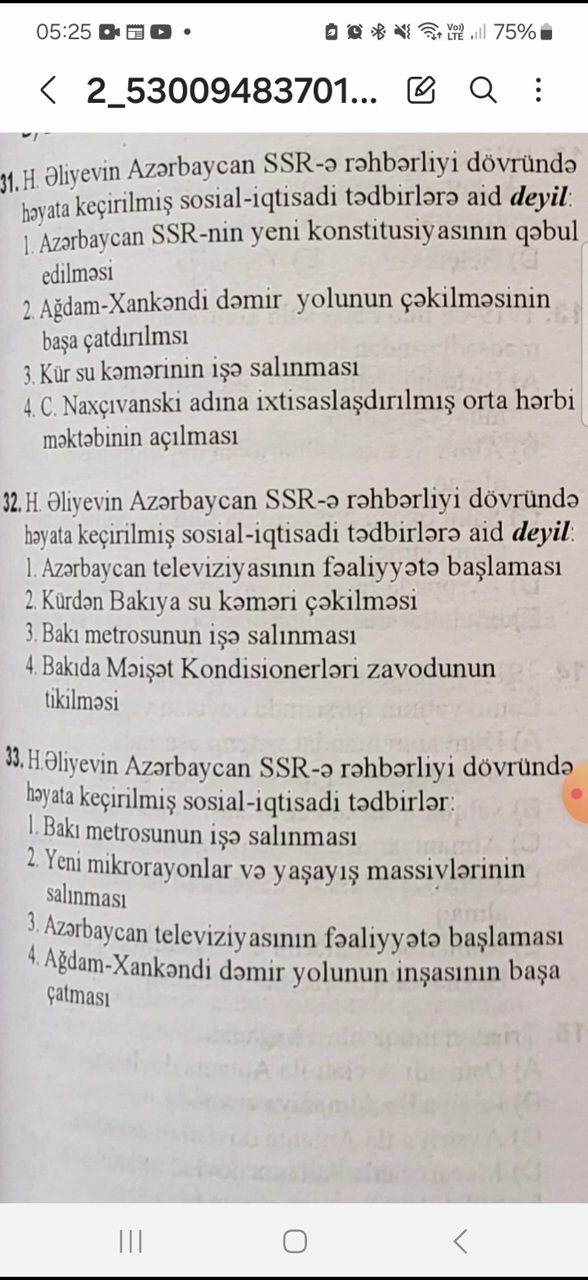 05:25
Vo)) LTE 75%
2_53009483701...
31. H. Əliyevin Azərbaycan SSR-ə rəhbərliyi dövründə
həyata keçirilmiş sosial-iqtisadi tədbirlərə aid deyil:
1. Azərbaycan SSR-nin yeni konstitusiyasının qəbul
edilməsi
2. Ağdam-Xankəndi dəmir yolunun çəkilməsinin
başa çatdırılmsı
3. Kür su kəmərinin işə salınması
4. C. Naxçıvanski adına ixtisaslaşdırılmış orta hərbi
məktəbinin açılması
32. H. Əliyevin Azərbaycan SSR-ə rəhbərliyi dövründə
həyata keçirilmiş sosial-iqtisadi tədbirlərə aid deyil:
1. Azərbaycan televiziyasının fəaliyyətə başlaması
2. Kürdən Bakıya su kəməri çəkilməsi
3. Bakı metrosunun işə salınması
4. Bakıda Məişət Kondisionerləri zavodunun
tikilməsi
33. H.Əliyevin Azərbaycan SSR-ə rəhbərliyi dövründə
həyata keçirilmiş sosial-iqtisadi tədbirlər:
1. Bakı metrosunun işə salınması
2. Yeni mikrorayonlar və yaşayış massivlərinin
salınması
3. Azərbaycan televiziyasının fəaliyyətə başlaması
4. Ağdam-Xankəndi dəmir yolunun inşasının başa
çatması